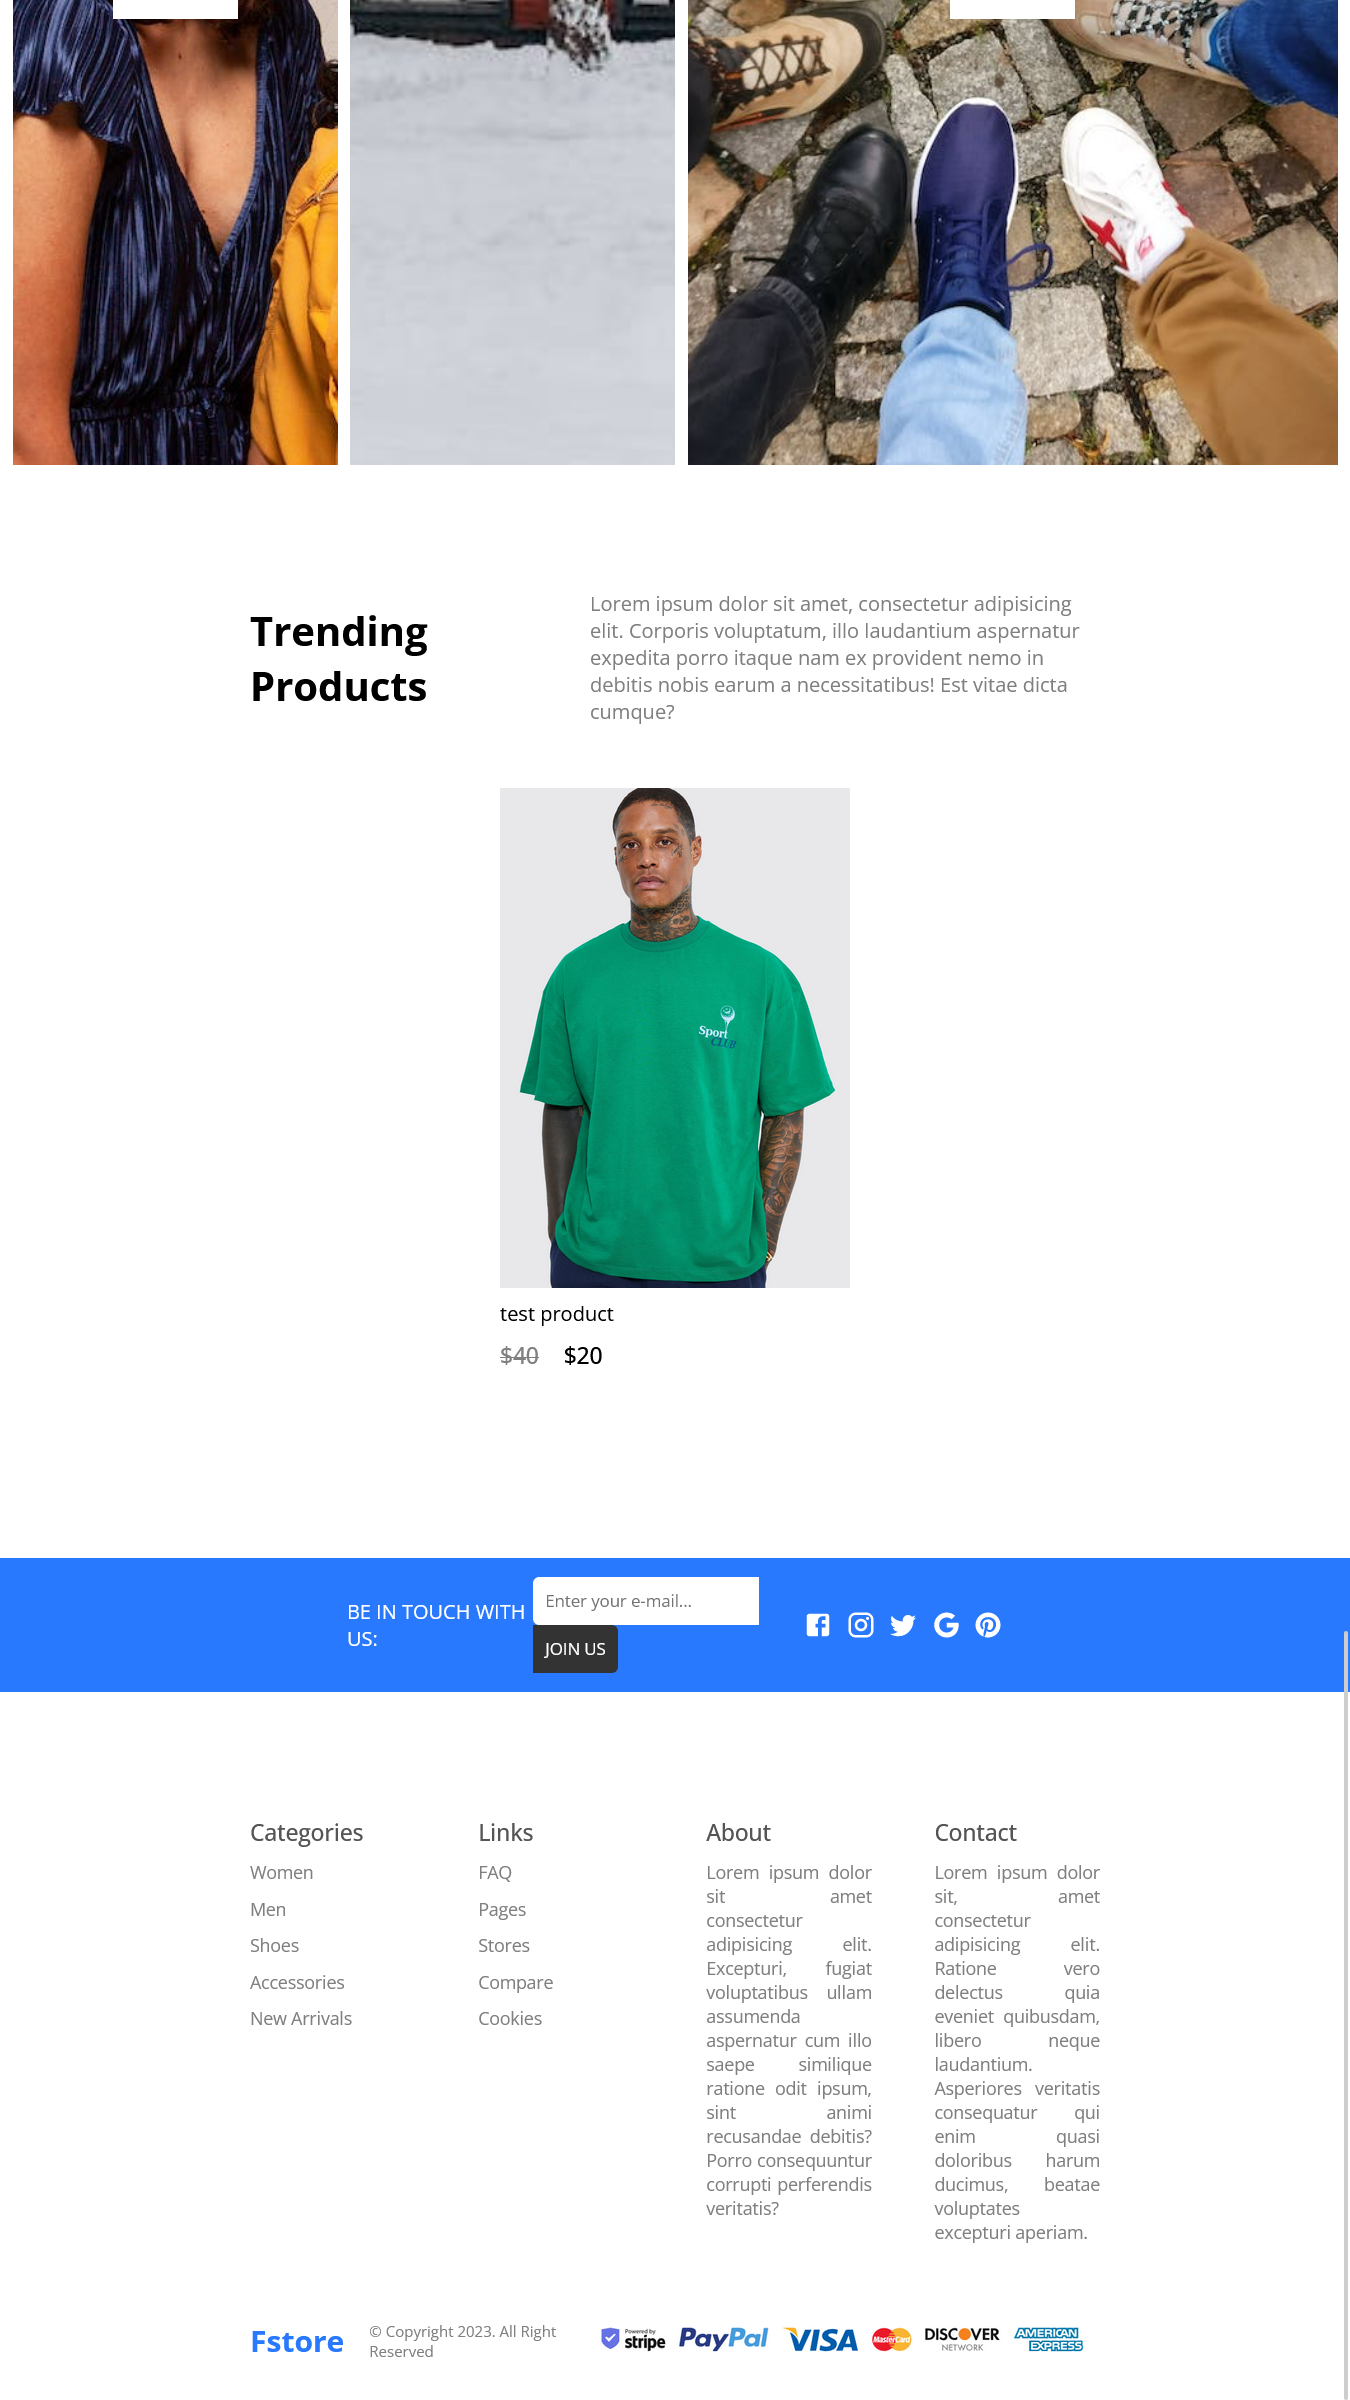 Trending
Products
Lorem ipsum dolor sit amet, consectetur adipisicing
elit. Corporis voluptatum, illo laudantium aspernatur
expedita porro itaque nam ex provident nemo in
debitis nobis earum a necessitatibus! Est vitae dicta
cumque?
Sport
CLUB
test product
$40 $20
BE IN TOUCH WITH
US:
Enter your e-mail...
JOIN US
Categories
Women
Men
Shoes
Accessories
New Arrivals
Links
FAQ
Pages
Stores
Compare
Cookies
About
Lorem ipsum dolor
sit amet
consectetur
adipisicing elit.
Excepturi, fugiat
voluptatibus ullam
assumenda
aspernatur cum illo
saepe similique
ratione odit ipsum,
sint animi
recusandae debitis?
Porro consequuntur
corrupti perferendis
veritatis?
Contact
Lorem ipsum dolor
sit, amet
consectetur
adipisicing elit.
Ratione vero
delectus quia
eveniet quibusdam,
libero neque
laudantium.
Asperiores veritatis
consequatur qui
enim quasi
doloribus harum
ducimus, beatae
voluptates
excepturi aperiam.
Fstore
© Copyright 2023. All Right
Reserved
Powered by
stripe
PayPal
VISA
MasterCard
DISCOVER
NETWORK
AMERICAN
EXPRESS